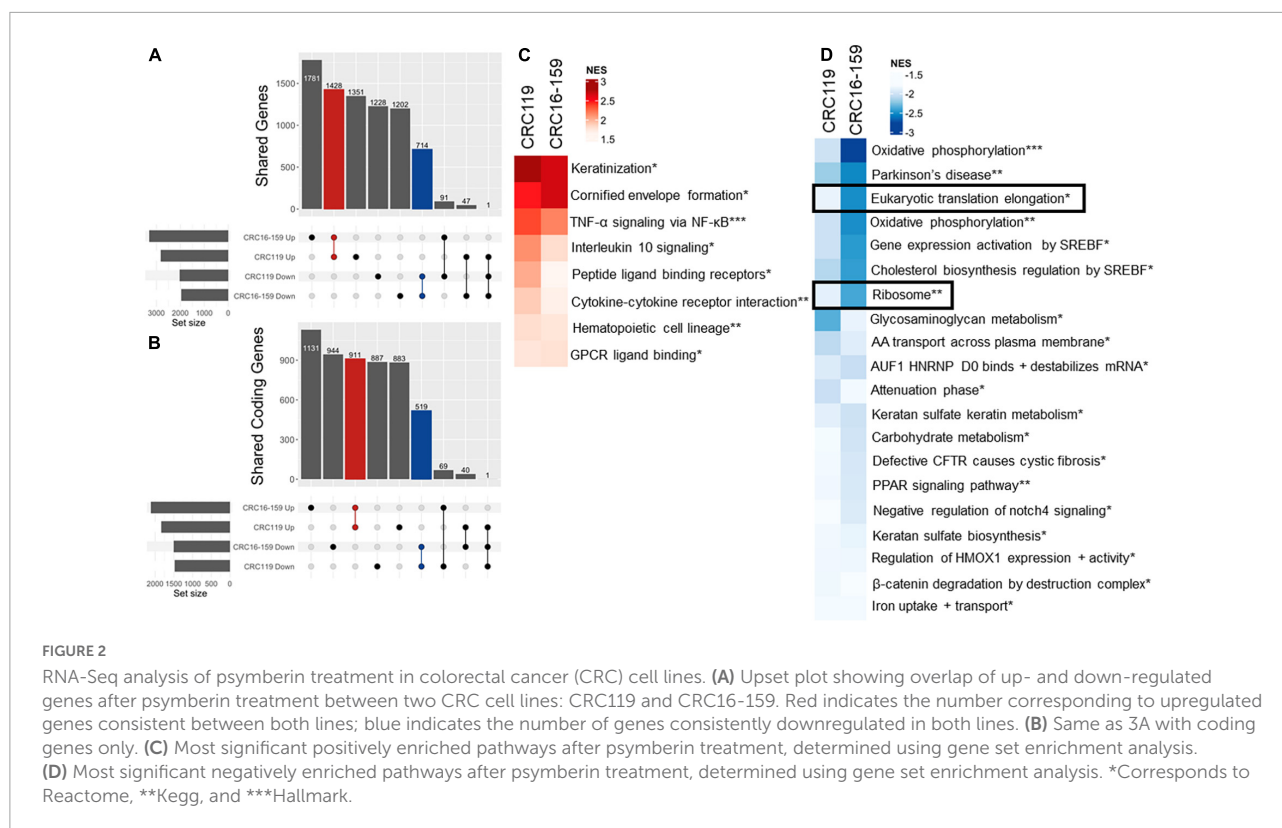 A
Shared Genes
1500
1000
500
0
1781
1428
1351
1228
1202
714
91
47
1
CRC16-159 Up
CRC119 Up
CRC119 Down
CRC16-159 Down
3000 2000 1000 0
Set size
B
Shared Coding Genes
900
600
300
0
1131
944
911
887
883
519
69
40
1
CRC16-159 Up
CRC119 Up
CRC16-159 Down
CRC119 Down
2000 1500 1000 500 0
Set size
C
CRC119
CRC16-159
NES
3
2.5
2
1.5
Keratinization*
Cornified envelope formation*
TNF-α signaling via NF-κB***
Interleukin 10 signaling*
Peptide ligand binding receptors*
Cytokine-cytokine receptor interaction**
Hematopoietic cell lineage**
GPCR ligand binding*
D
CRC119
CRC16-159
NES
-1.5
-2
-2.5
-3
Oxidative phosphorylation***
Parkinson's disease**
Eukaryotic translation elongation*
Oxidative phosphorylation**
Gene expression activation by SREBF*
Cholesterol biosynthesis regulation by SREBF*
Ribosome**
Glycosaminoglycan metabolism*
AA transport across plasma membrane*
AUF1 HNRNP D0 binds + destabilizes mRNA*
Attenuation phase*
Keratan sulfate keratin metabolism*
Carbohydrate metabolism*
Defective CFTR causes cystic fibrosis*
PPAR signaling pathway**
Negative regulation of notch4 signaling*
Keratan sulfate biosynthesis*
Regulation of HMOX1 expression + activity*
β-catenin degradation by destruction complex*
Iron uptake + transport*
FIGURE 2
RNA-Seq analysis of psymberin treatment in colorectal cancer (CRC) cell lines. (A) Upset plot showing overlap of up- and down-regulated
genes after psymberin treatment between two CRC cell lines: CRC119 and CRC16-159. Red indicates the number corresponding to upregulated
genes consistent between both lines; blue indicates the number of genes consistently downregulated in both lines. (B) Same as 3A with coding
genes only. (C) Most significant positively enriched pathways after psymberin treatment, determined using gene set enrichment analysis.
(D) Most significant negatively enriched pathways after psymberin treatment, determined using gene set enrichment analysis. *Corresponds to
Reactome, **Kegg, and ***Hallmark.